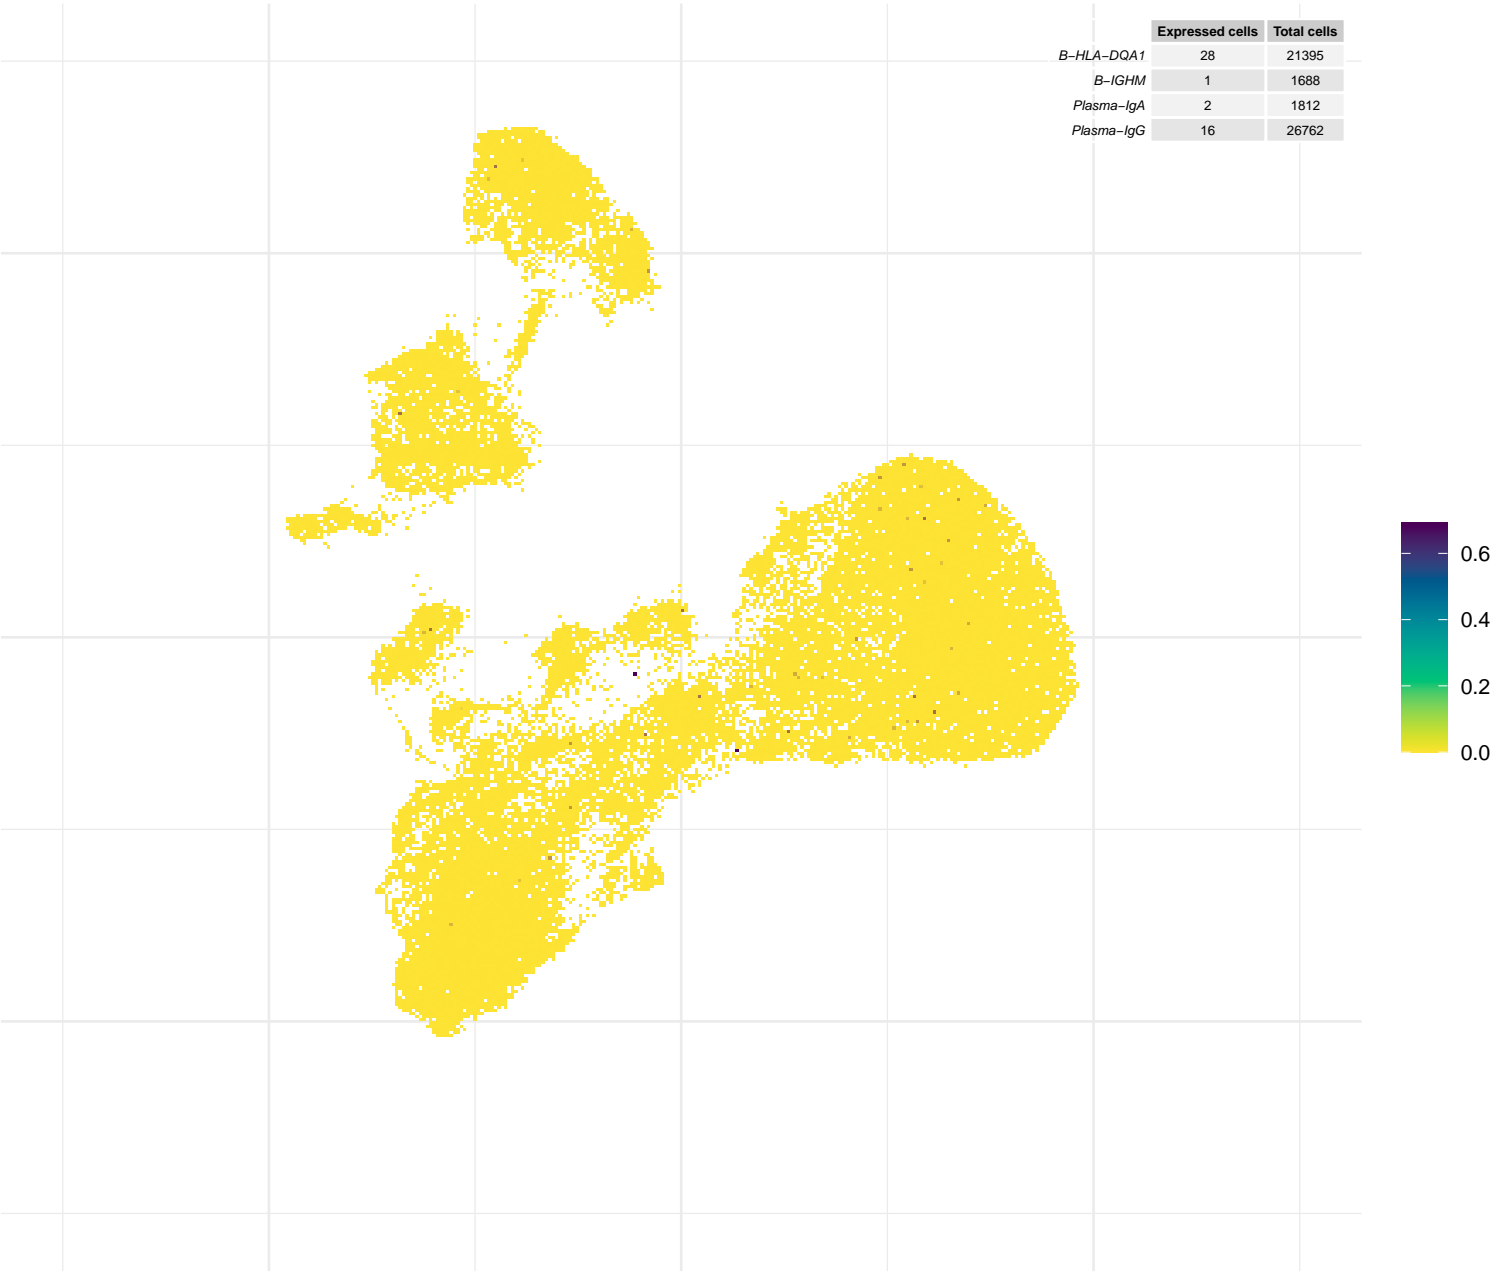 Expressed cells Total cells
B−HLA−DQA1 28 21395
B−IGHM 1 1688
Plasma−IgA 2 1812
Plasma−IgG 16 26762
0.6
0.4
0.2
0.0